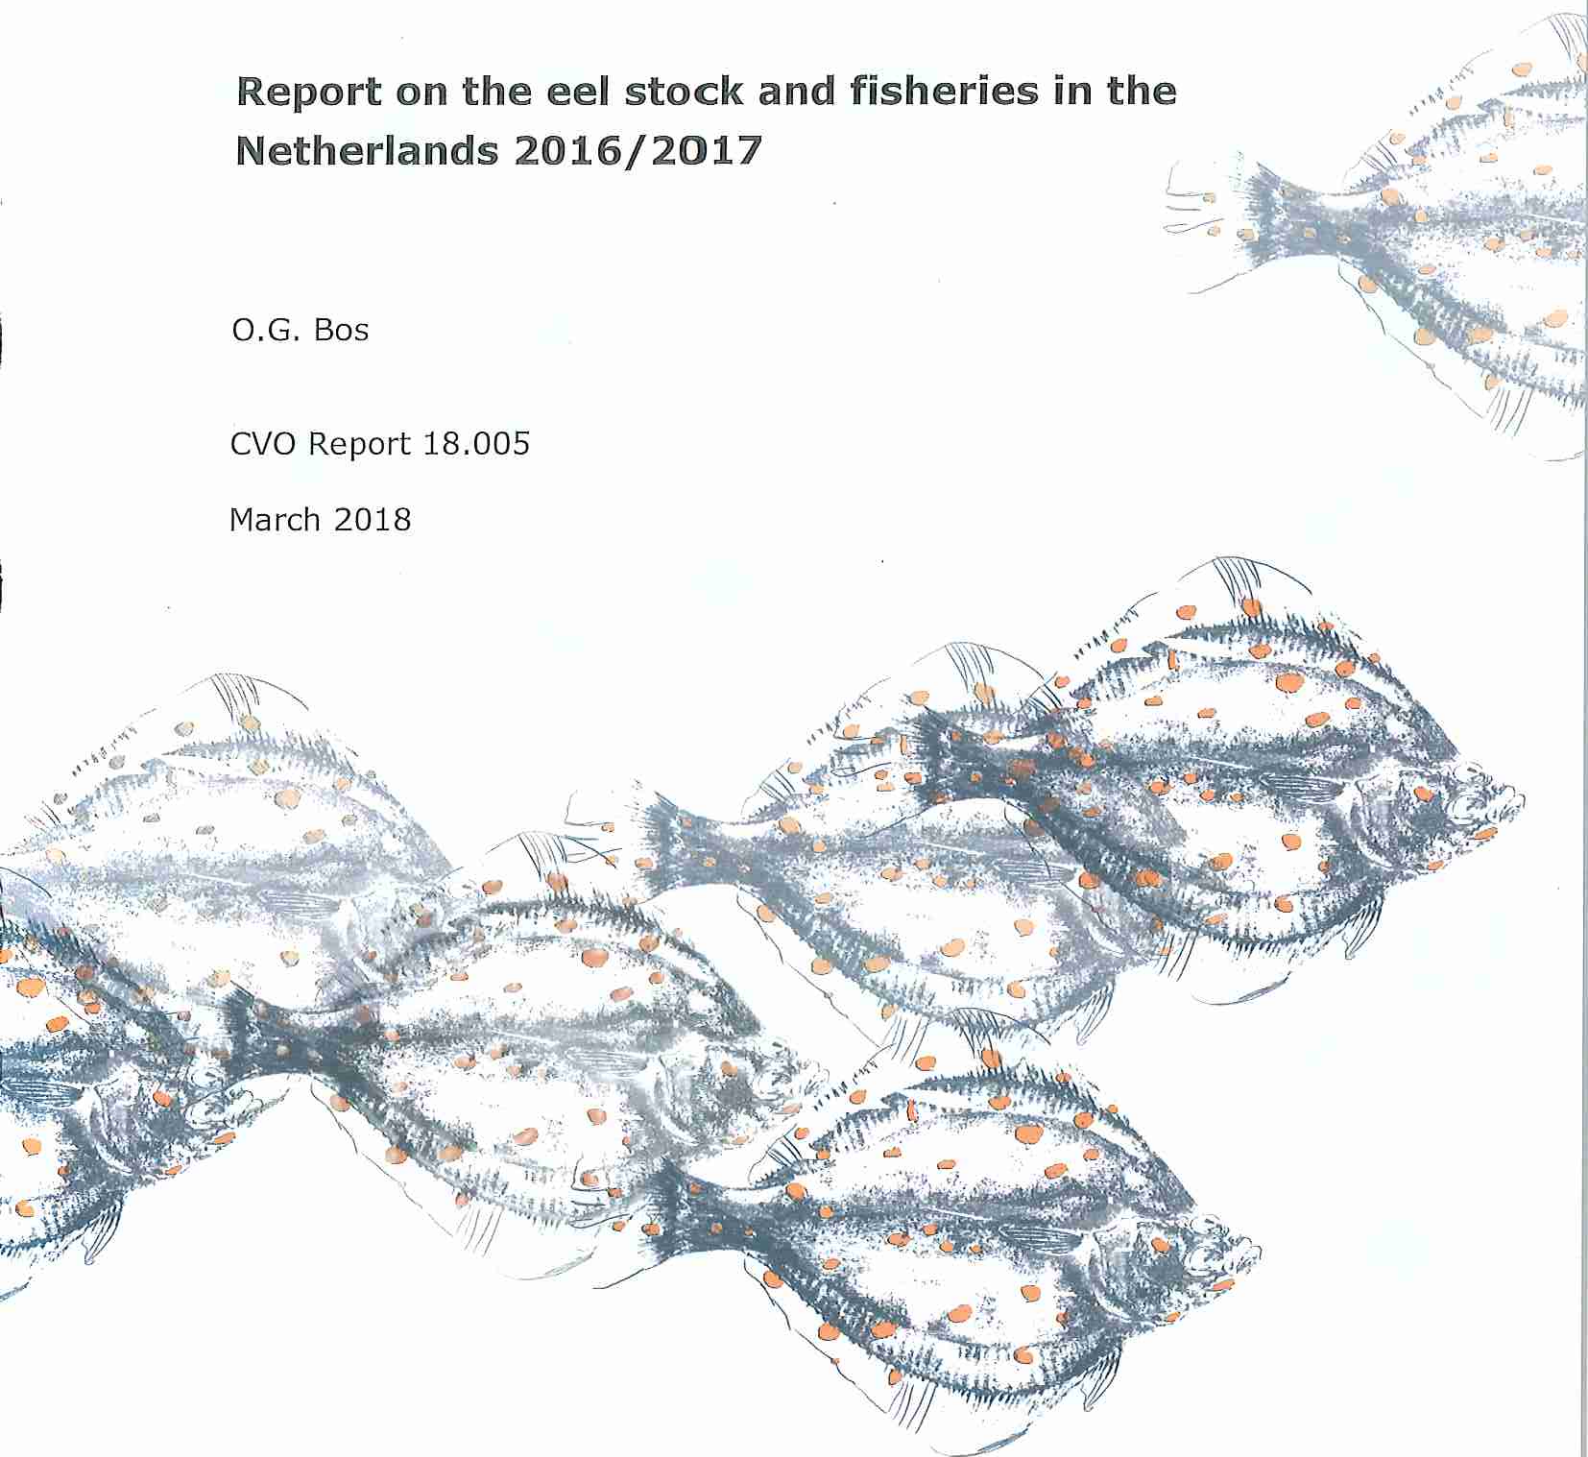 Report on the eel stock and fisheries in the
Netherlands 2016/2017
O.G. Bos
CVO Report 18.005
March 2018